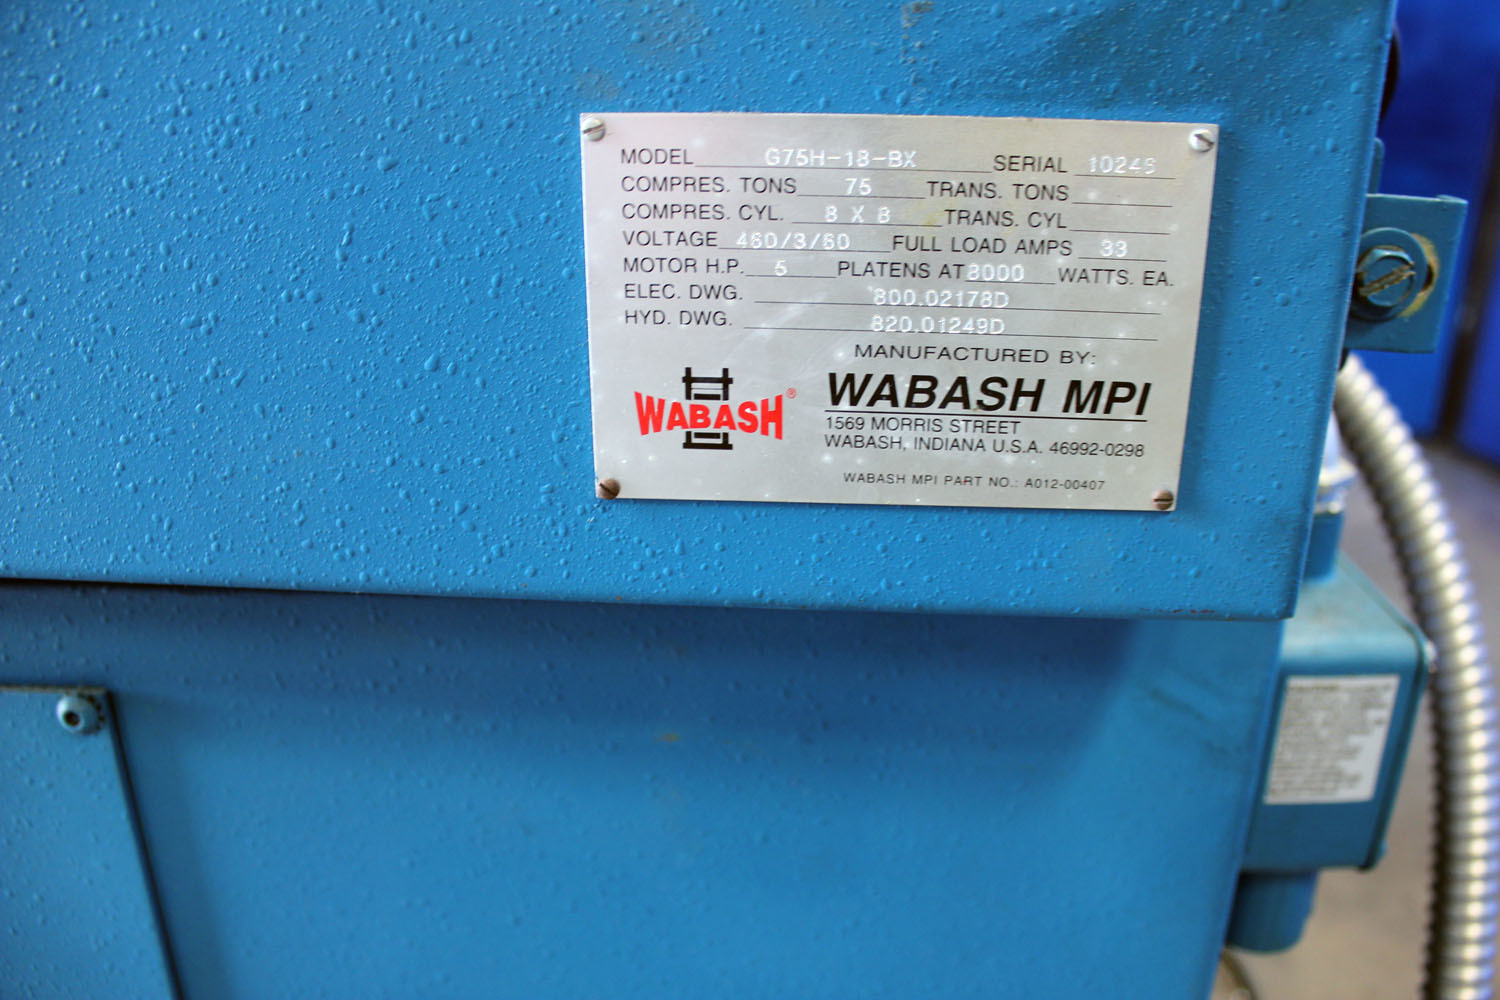 MODEL G75H-18-BX SERIAL
COMPRES. TONS 75 TRANS. TONS
COMPRES. CYL. 8 X 8 TRANS. CYL
VOLTAGE 460/3/60 FULL LOAD AMPS 33
MOTOR H.P. 5 PLATENS AT WATTS. EA.
ELEC. DWG. 800.02178D
HYD. DWG. 820.01249D
MANUFACTURED BY:
WABASH®
WABASH MPI
1569 MORRIS STREET
WABASH, INDIANA U.S.A. 46992-0298
WABASH MPI PART NO.: A012-00407